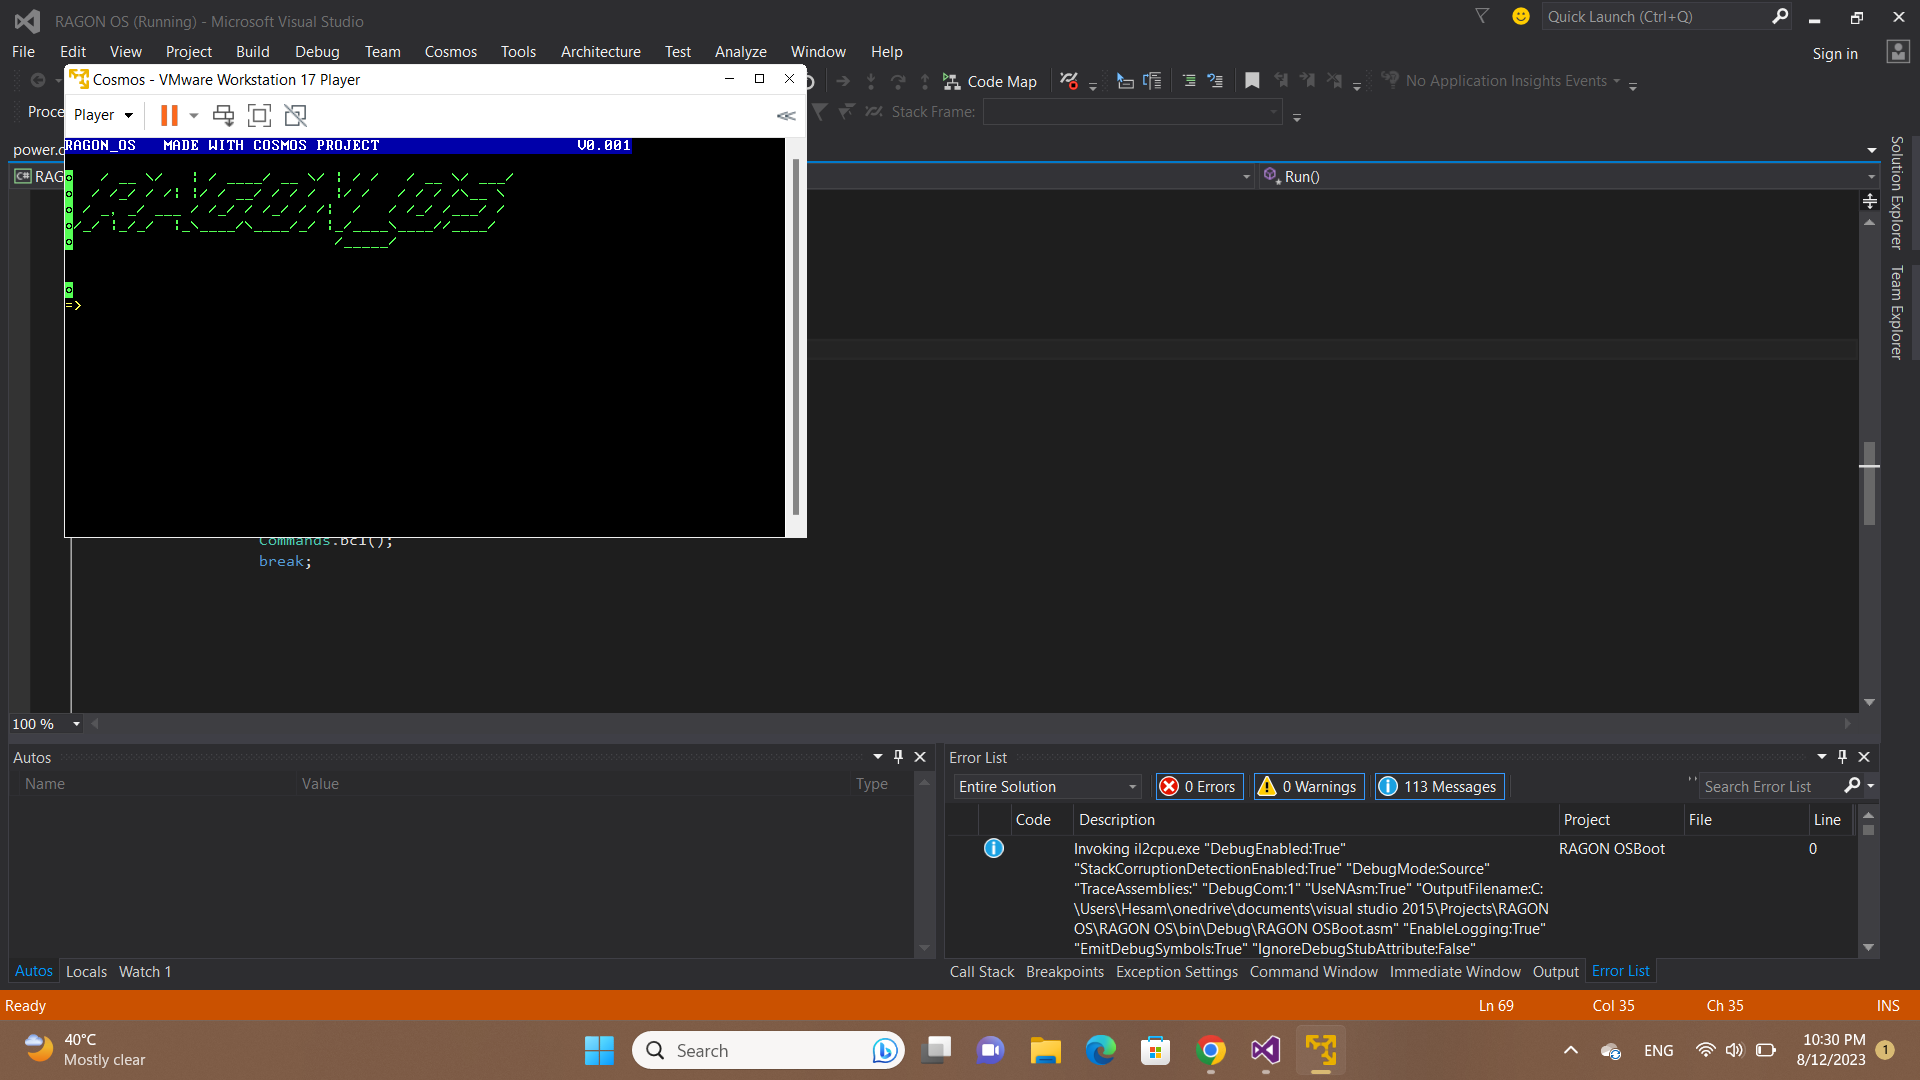 RAGON OS (Running) - Microsoft Visual Studio
Quick Launch (Ctrl+Q)
File Edit View Project Build Debug Team Cosmos Tools Architecture Test Analyze Window Help
Sign in
Cosmos - VMware Workstation 17 Player
Code Map
No Application Insights Events
Player
Proce
Stack Frame:
RAGON_OS MADE WITH COSMOS PROJECT V0.001
power.c
RAG
Run()
=>
Solution Explorer
Team Explorer
Commands.bcl();
break;
100 %
Autos
Name Value Type
Error List
Entire Solution
0 Errors
0 Warnings
113 Messages
Search Error List
Code Description Project File Line
Invoking il2cpu.exe "DebugEnabled:True" RAGON OSBoot 0
"StackCorruptionDetectionEnabled:True" "DebugMode:Source"
"TraceAssemblies:" "DebugCom:1" "UseNAsm:True" "OutputFilename:C:
\Users\Hesam\onedrive\documents\visual studio 2015\Projects\RAGON
OS\RAGON OS\bin\Debug\RAGON OSBoot.asm" "EnableLogging:True"
"EmitDebugSymbols:True" "IgnoreDebugStubAttribute:False"
Autos Locals Watch 1
Call Stack Breakpoints Exception Settings Command Window Immediate Window Output Error List
Ready
Ln 69 Col 35 Ch 35 INS
40°C
Mostly clear
Search
ENG
10:30 PM
8/12/2023
1